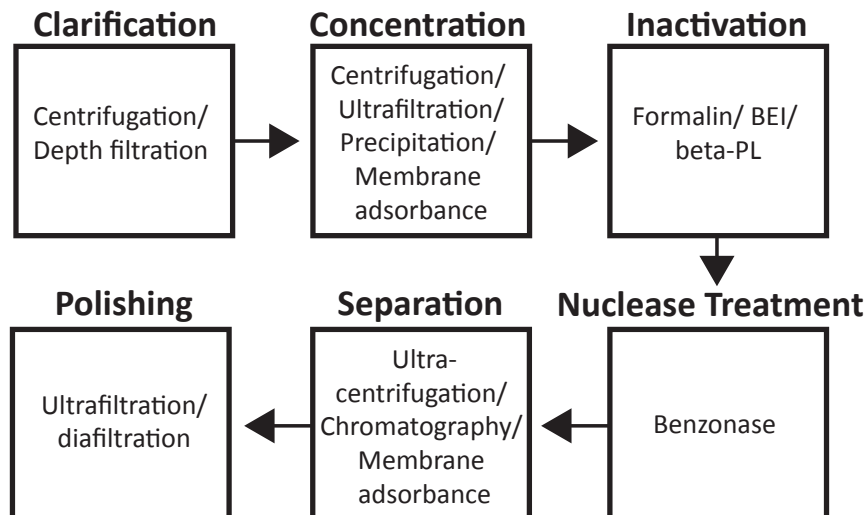 Clarification
Centrifugation/
Depth filtration
Concentration
Centrifugation/
Ultrafiltration/
Precipitation/
Membrane
adsorbance
Inactivation
Formalin/ BEI/
beta-PL
Nuclease Treatment
Benzonase
Separation
Ultra-
centrifugation/
Chromatography/
Membrane
adsorbance
Polishing
Ultrafiltration/
diafiltration